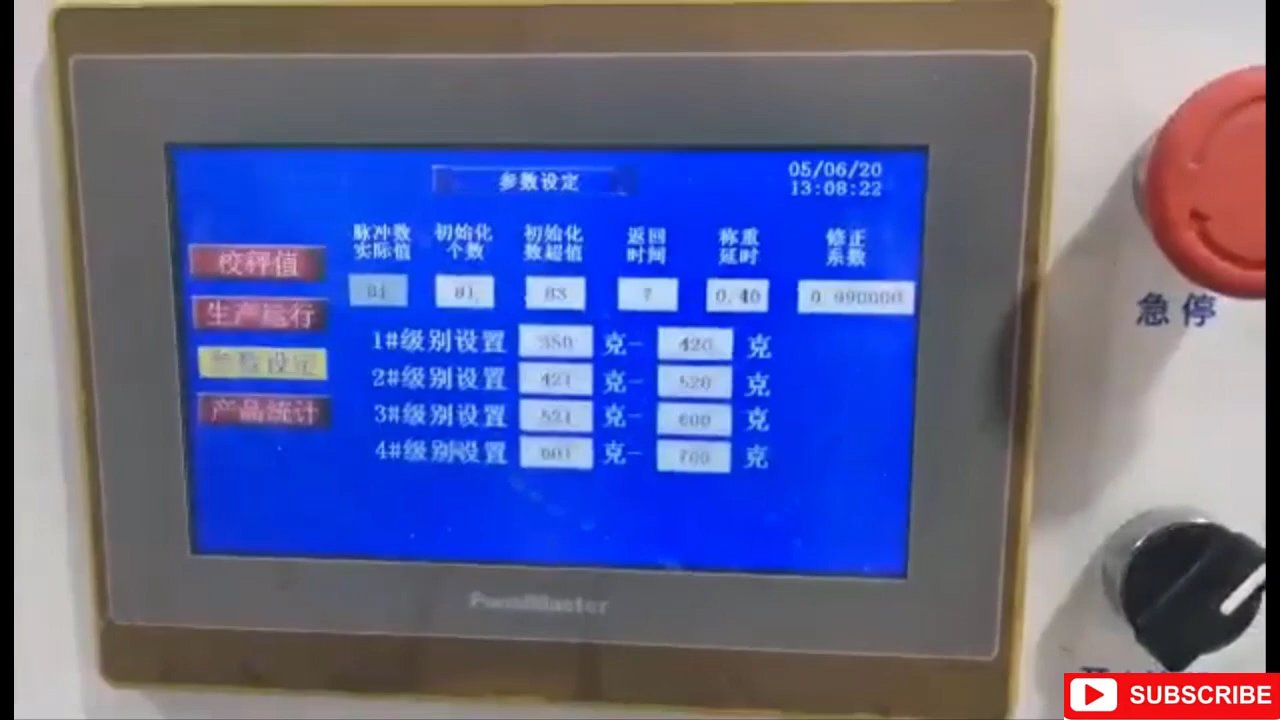 参数设定
05/06/20
13:08:22
脉冲数 初始化 初始化 返回 称重 修正
实际值 个数 数超值 时间 延时 系数
81 81 83 7 0.40 0.990000
校秤值
生产运行
参数设定
产品统计
1#级别设置 350 克- 420 克
2#级别设置 421 克- 520 克
3#级别设置 521 克- 600 克
4#级别设置 601 克- 700 克
PanelMaster
急停
SUBSCRIBE